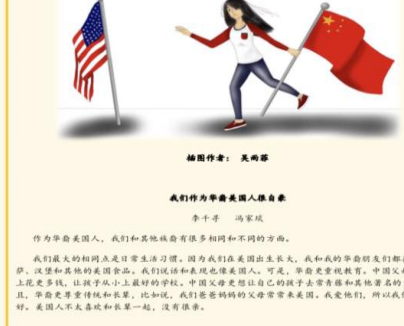 插图作者： 吴雨菲
我们作为华裔美国人很自豪
李千寻 冯家琰
作为华裔美国人，我们和其他族裔有很多相同和不同的方面。
我们最大的相同点是日常生活习惯。因为我们在美国出生长大，我和我的华裔朋友们都
萨、汉堡和其他的美国食品。我们说话和表现也像美国人。可是，华裔更重视教育。中国父
上花更多钱，让孩子从小上最好的学校。中国父母更想让自己的孩子去常青藤和其他著名的
且，华裔更尊重传统和长辈，比如说，我们爸爸妈妈的父母常常来美国。我爱他们，所以我
好。美国人不太喜欢和长辈一起，没有很亲。